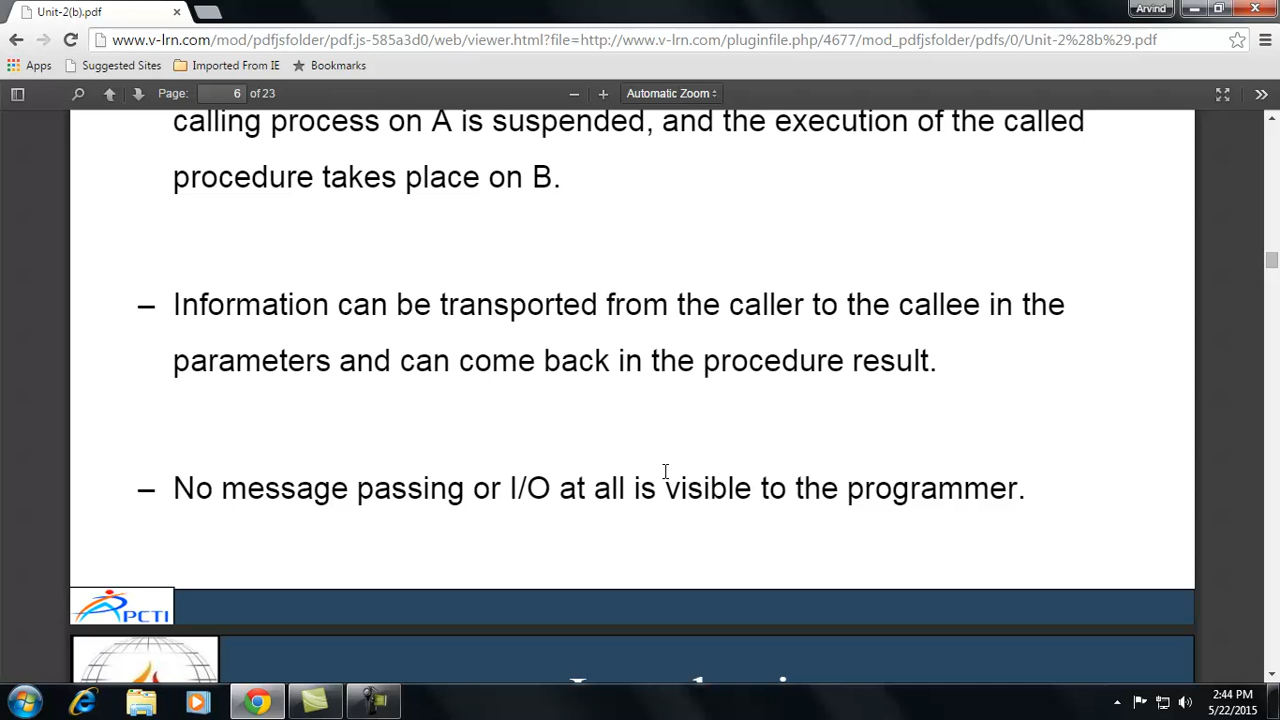 Unit-2(b).pdf
Arvind
www.v-lrn.com/mod/pdfjsfolder/pdf.js-585a3d0/web/viewer.html?file=http://www.v-lrn.com/pluginfile.php/4677/mod_pdfjsfolder/pdfs/0/Unit-2%28b%29.pdf
Apps Suggested Sites Imported From IE Bookmarks
Page: 6 of 23 Automatic Zoom
calling process on A is suspended, and the execution of the called
procedure takes place on B.
– Information can be transported from the caller to the callee in the
parameters and can come back in the procedure result.
– No message passing or I/O at all is visible to the programmer.
PCTI
2:44 PM
5/22/2015